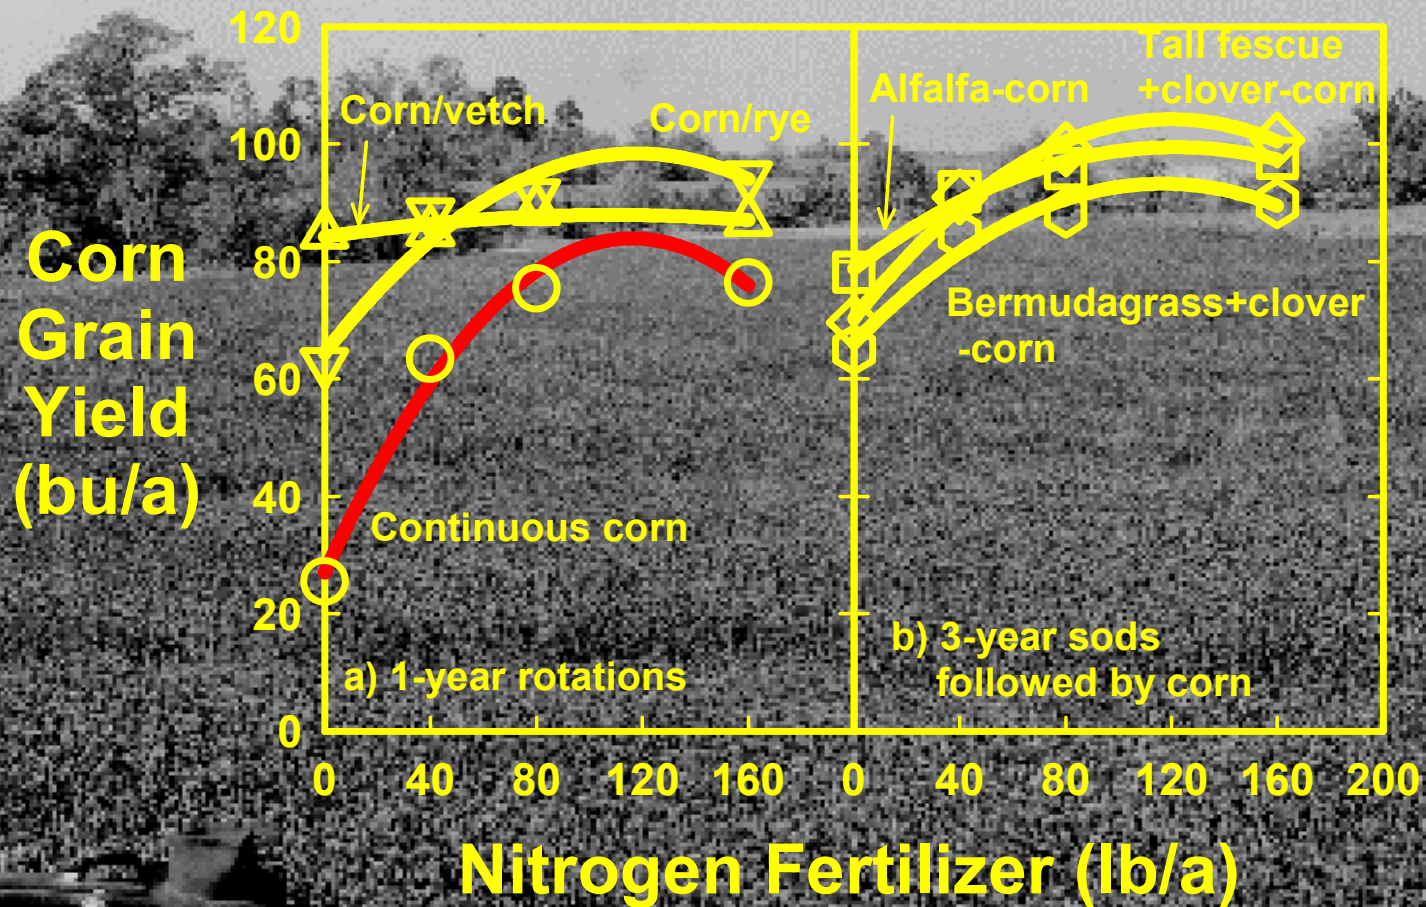 Corn
Grain
Yield
(bu/a)
120
100
80
60
40
20
0
Corn/vetch
Corn/rye
Continuous corn
a) 1-year rotations
Alfalfa-corn
Tall fescue
+clover-corn
Bermudagrass+clover
-corn
b) 3-year sods
followed by corn
0 40 80 120 160 0 40 80 120 160 200
Nitrogen Fertilizer (lb/a)